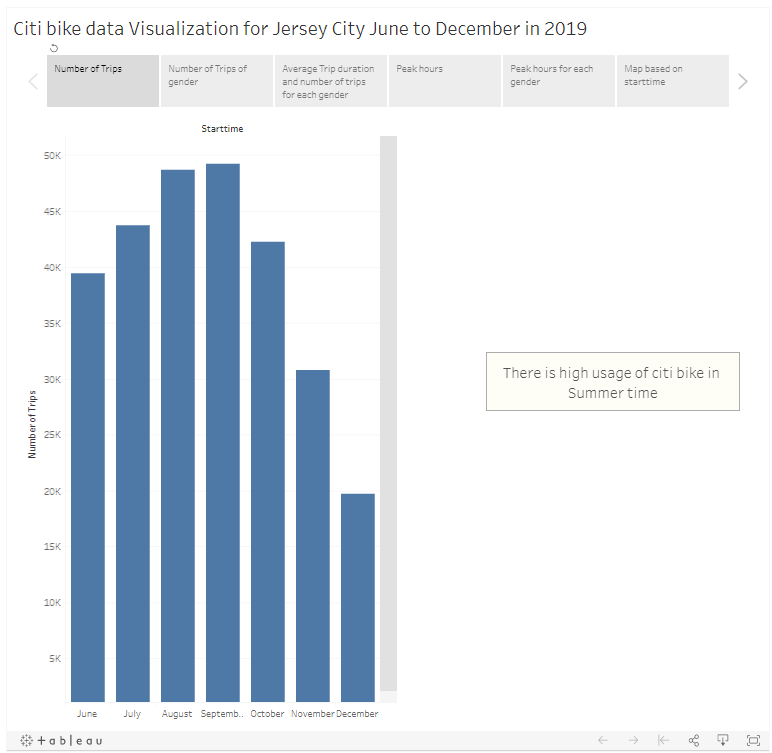 Citi bike data Visualization for Jersey City June to December in 2019
Number of Trips
Number of Trips of
gender
Average Trip duration
and number of trips
for each gender
Peak hours
Peak hours for each
gender
Map based on
starttime
Starttime
50K
45K
40K
35K
30K
25K
20K
15K
10K
5K
Number of Trips
June July August Septemb.. October November December
There is high usage of citi bike in
Summer time
+ableau